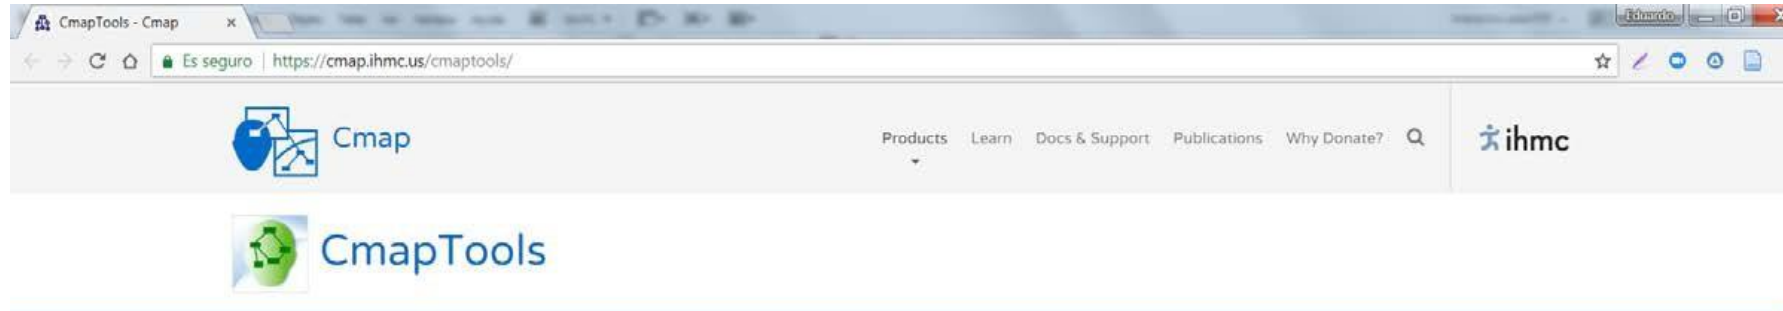 CmapTools - Cmap
Eduardo
Es seguro | https://cmap.ihmc.us/cmaptools/
Cmap
Products Learn Docs & Support Publications Why Donate?
ihmc
CmapTools